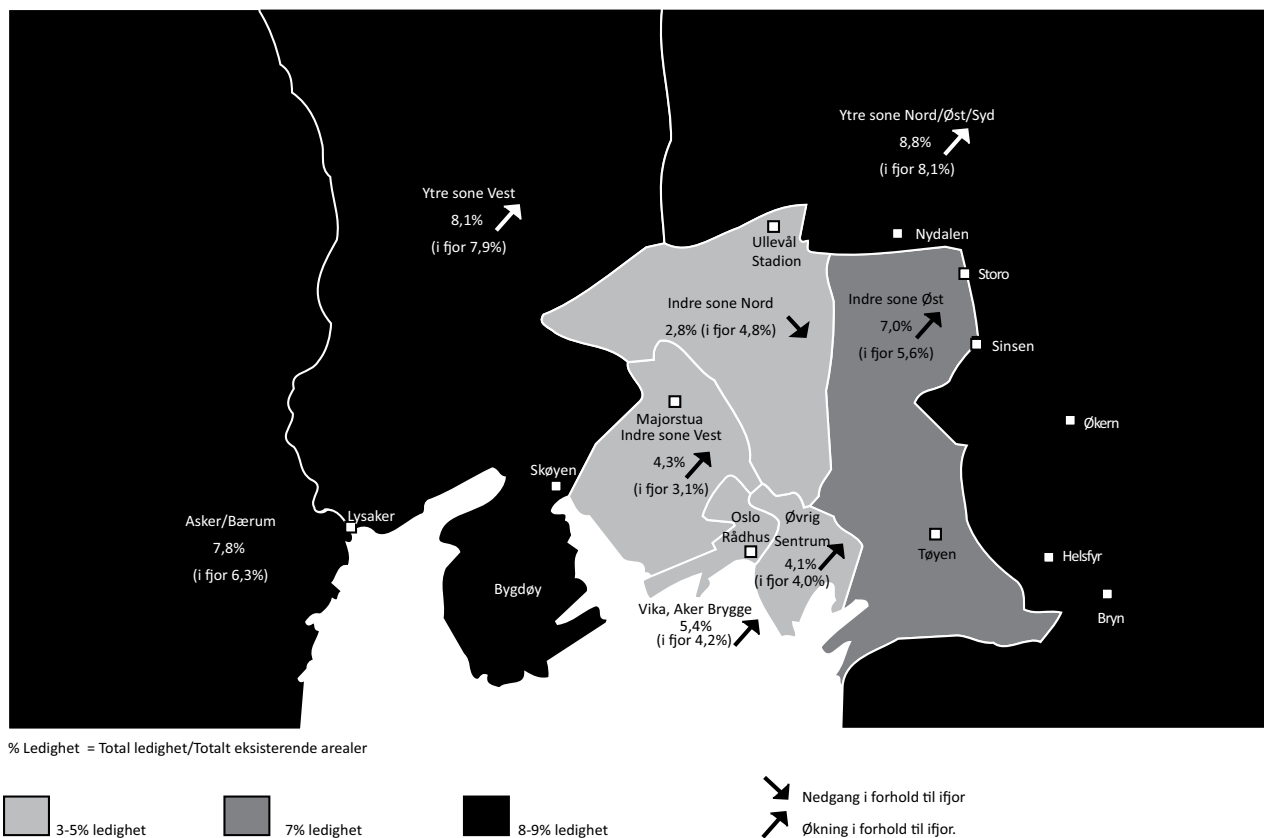 Ytre sone Nord/Øst/Syd
8,8%
(i fjor 8,1%)
Ytre sone Vest
8,1%
(i fjor 7,9%)
Nydalen
Ullevål
Stadion
Storo
Indre sone Nord
2,8% (i fjor 4,8%)
Indre sone Øst
7,0%
(i fjor 5,6%)
Sinsen
Majorstua
Indre sone Vest
4,3%
(i fjor 3,1%)
Økern
Skøyen
Lysaker
Asker/Bærum
7,8%
(i fjor 6,3%)
Oslo
Rådhus
Øvrig
Sentrum
4,1%
(i fjor 4,0%)
Tøyen
Helsfyr
Bygdøy
Bryn
Vika, Aker Brygge
5,4%
(i fjor 4,2%)
% Ledighet = Total ledighet/Totalt eksisterende arealer
3-5% ledighet
7% ledighet
8-9% ledighet
Nedgang i forhold til ifjor
Økning i forhold til ifjor.